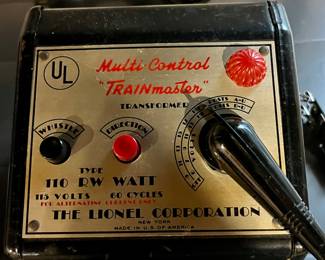 UL
Multi-Control
"TRAINmaster"
TRANSFORMER
WHISTLE
DIRECTION
TYPE
110 RW WATT
115 VOLTS 60 CYCLES
FOR ALTERNATING CURRENT ONLY
THE LIONEL CORPORATION
NEW YORK
MADE IN U.S. OF AMERICA
VOLTS